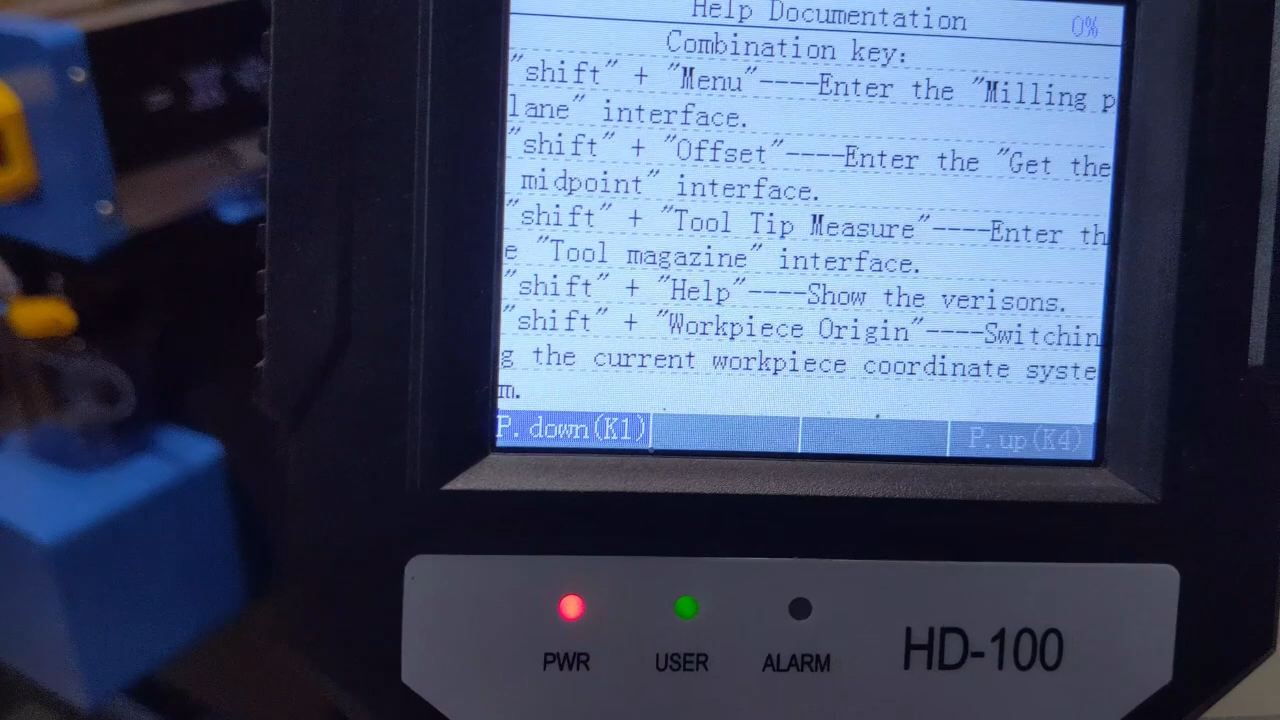 Help Documentation 0%
Combination key:
"shift" + "Menu"----Enter the "Milling p
lane" interface.
"shift" + "Offset"----Enter the "Get the
midpoint" interface.
"shift" + "Tool Tip Measure"----Enter th
e "Tool magazine" interface.
"shift" + "Help"----Show the verisons.
"shift" + "Workpiece Origin"----Switchin
g the current workpiece coordinate syste
m.
P.down(K1) P.up(K4)
PWR USER ALARM HD-100